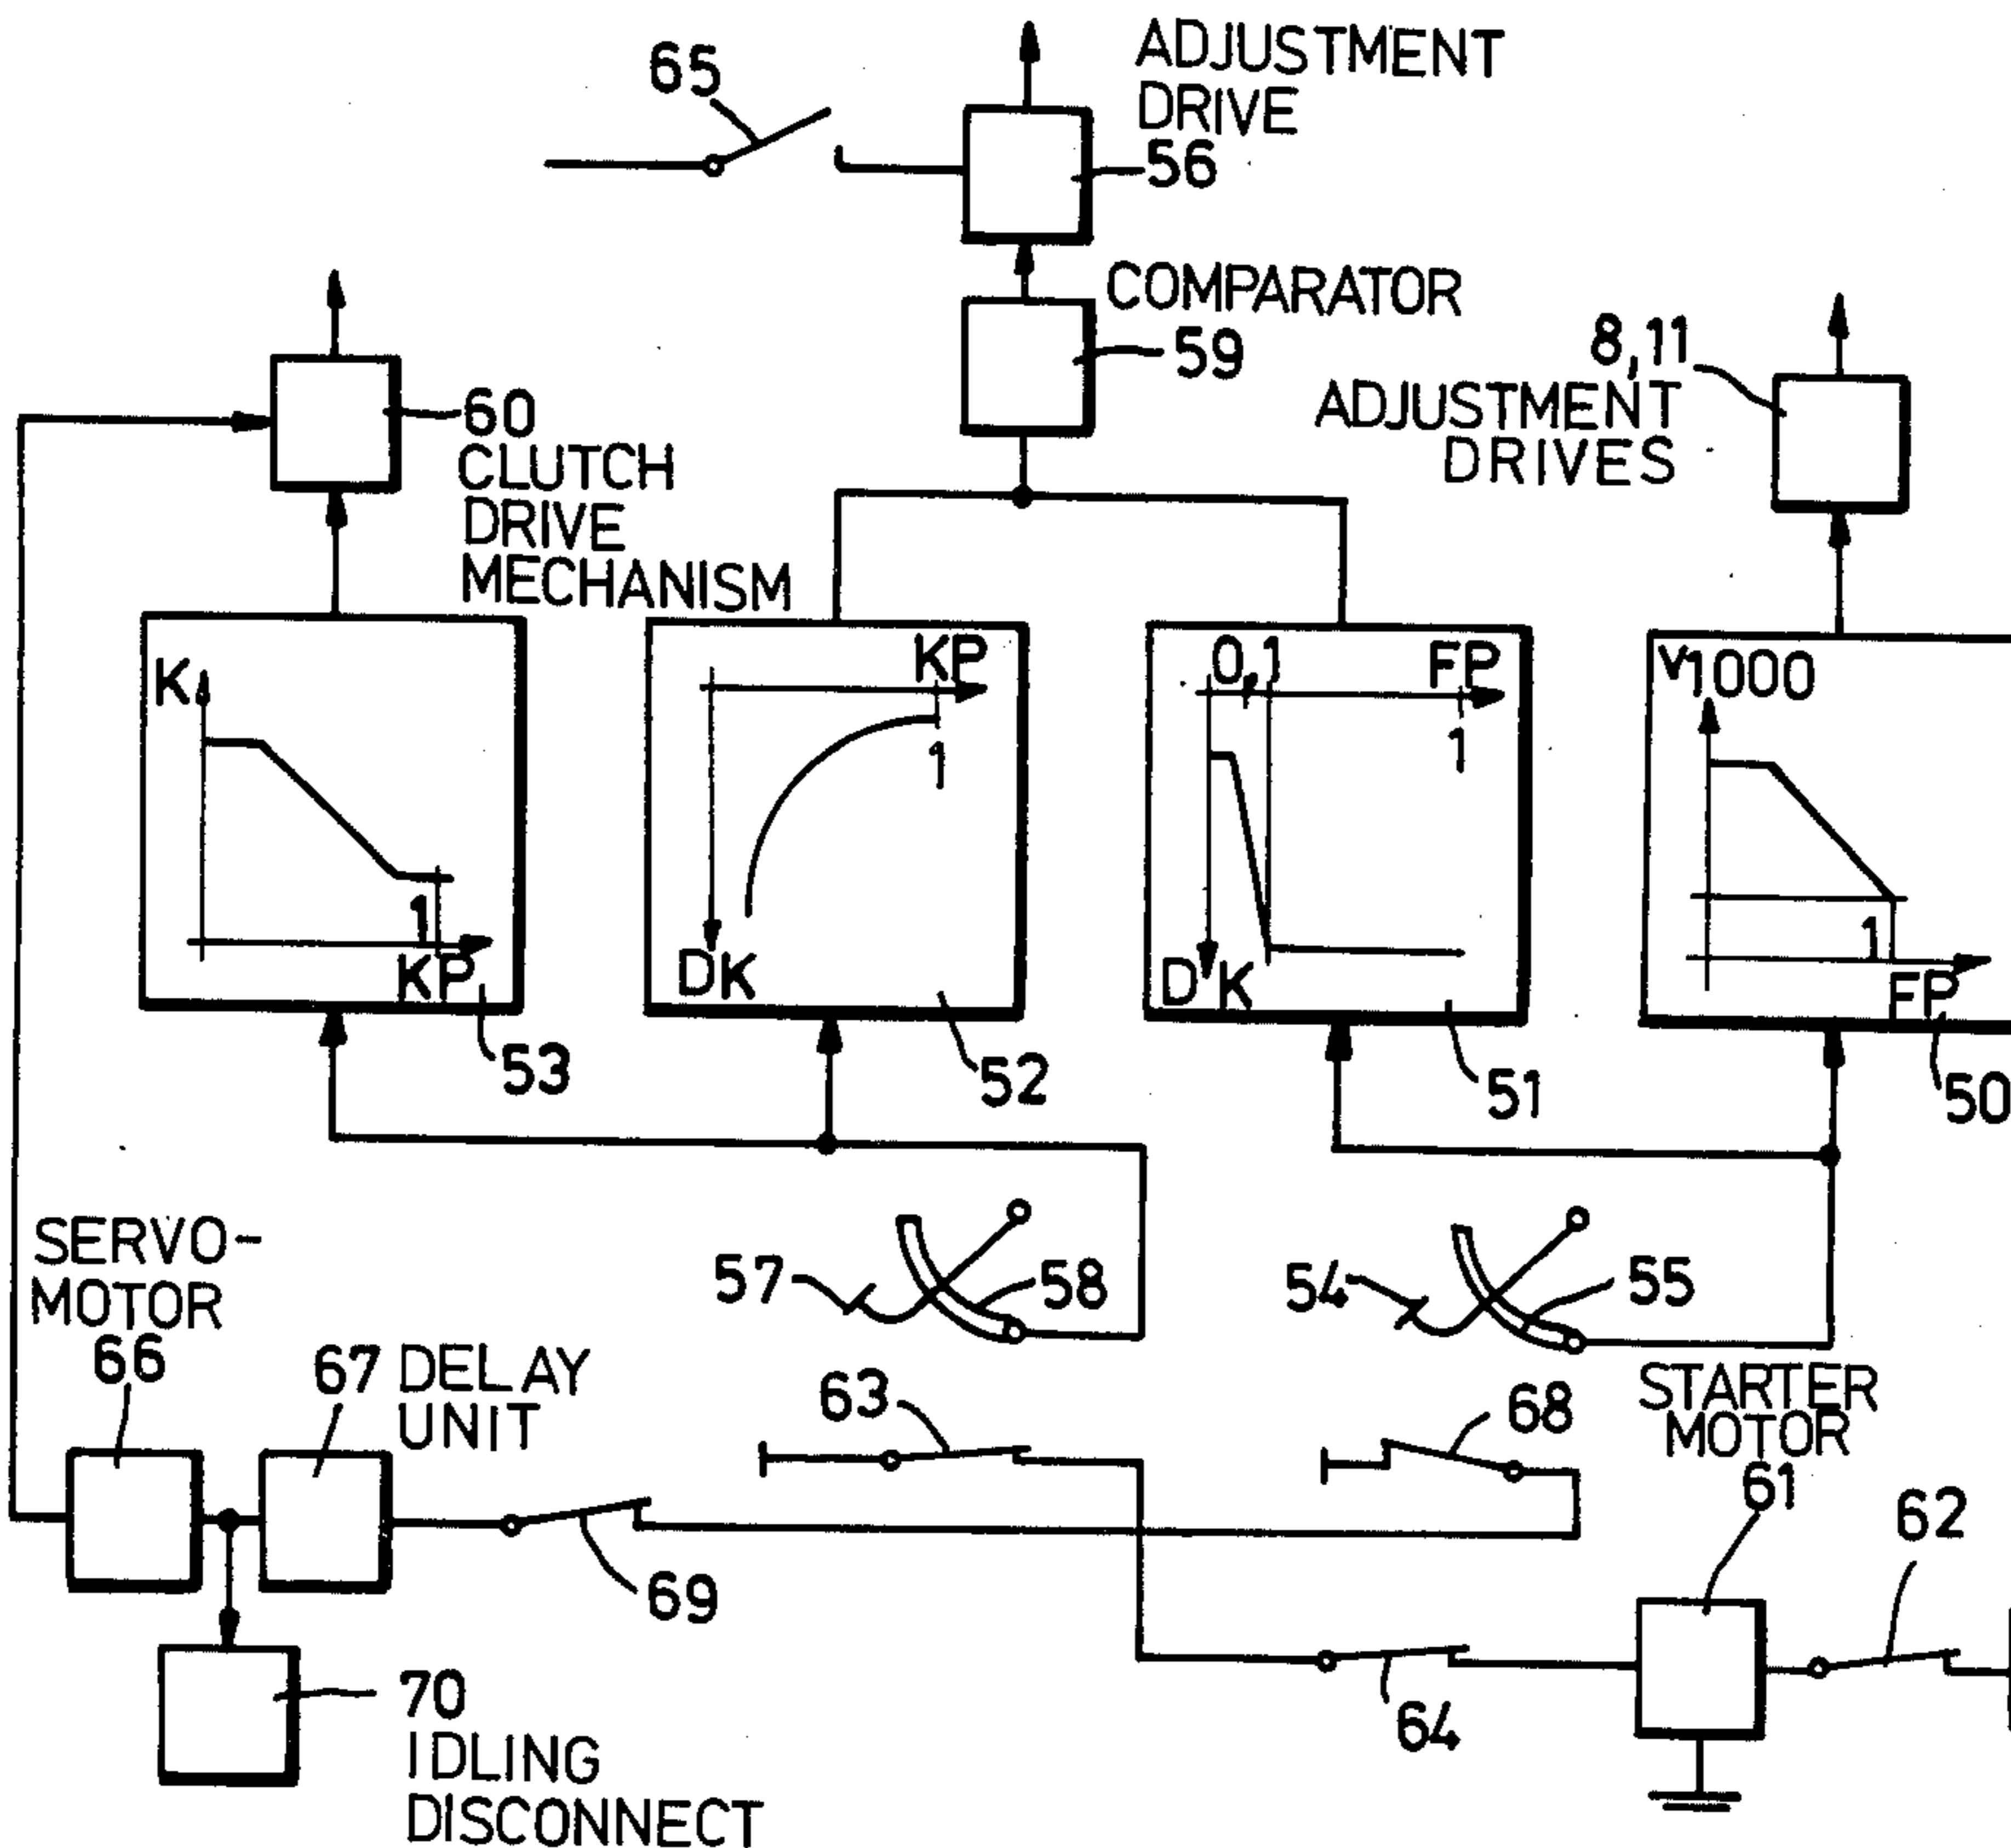 65
ADJUSTMENT
DRIVE
56
COMPARATOR
59
8,11
ADJUSTMENT
DRIVES
60
CLUTCH
DRIVE
MECHANISM
K
1
KP
53
KP
1
DK
52
0,1
FP
1
DK
51
V1000
1
FP
50
SERVO-
MOTOR
66
67 DELAY
UNIT
57
58
54
55
63
68
STARTER
MOTOR
61
62
69
64
70
IDLING
DISCONNECT